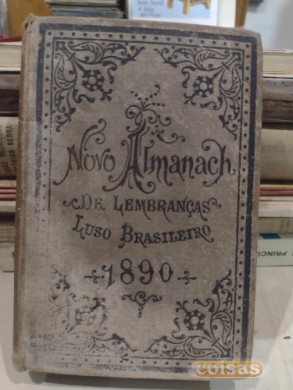 Novo Almanach
De Lembranças
Luso Brasileiro
1890
coisas